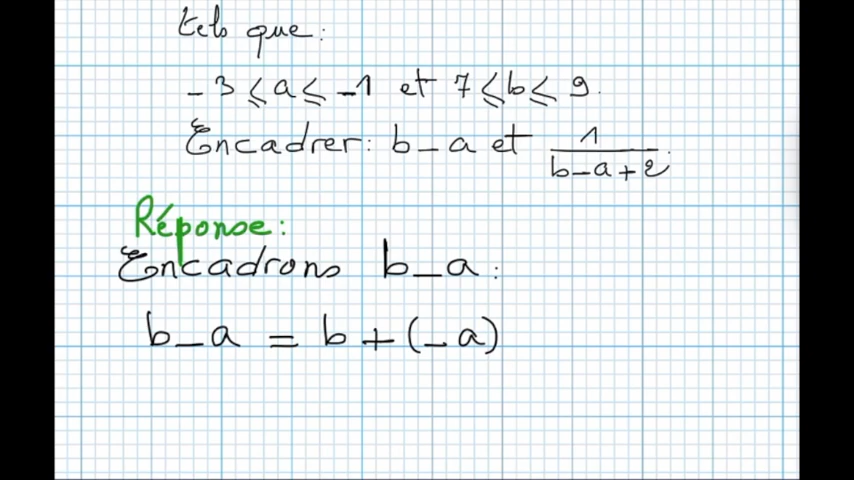 tels que:
-3 ⩽ a ⩽ -1 et 7 ⩽ b ⩽ 9.
Encadrer: b-a et 1/(b-a+2).
Réponse:
Encadrons b-a:
b-a = b+(-a)